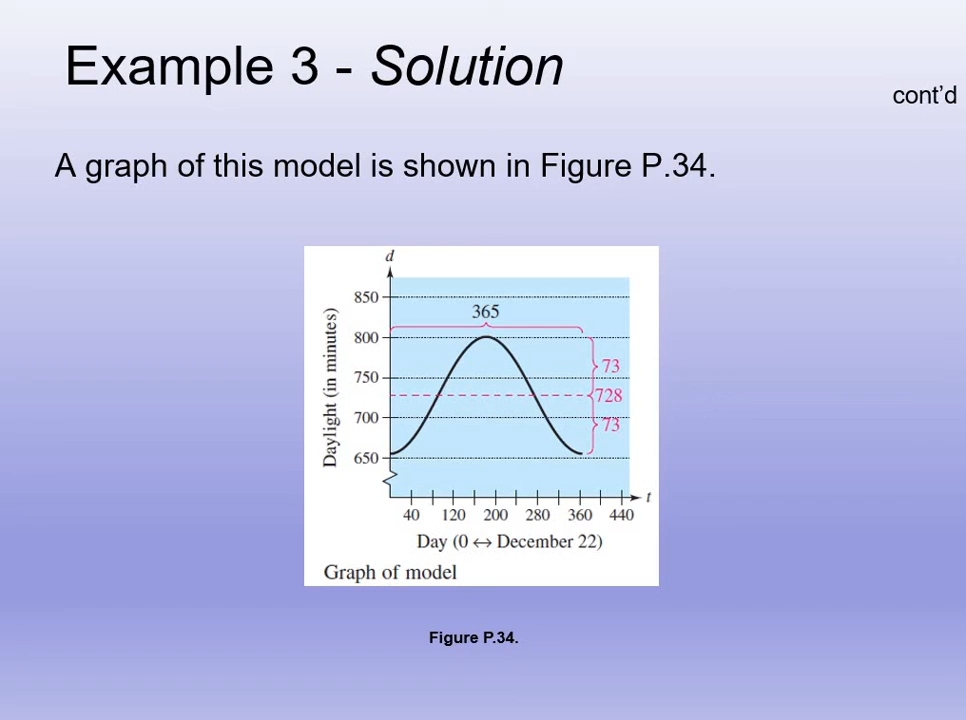 Example 3 - Solution
cont’d
A graph of this model is shown in Figure P.34.
d
850
365
800
73
750
728
700
73
650
Daylight (in minutes)
t
40 120 200 280 360 440
Day (0 ↔ December 22)
Graph of model
Figure P.34.